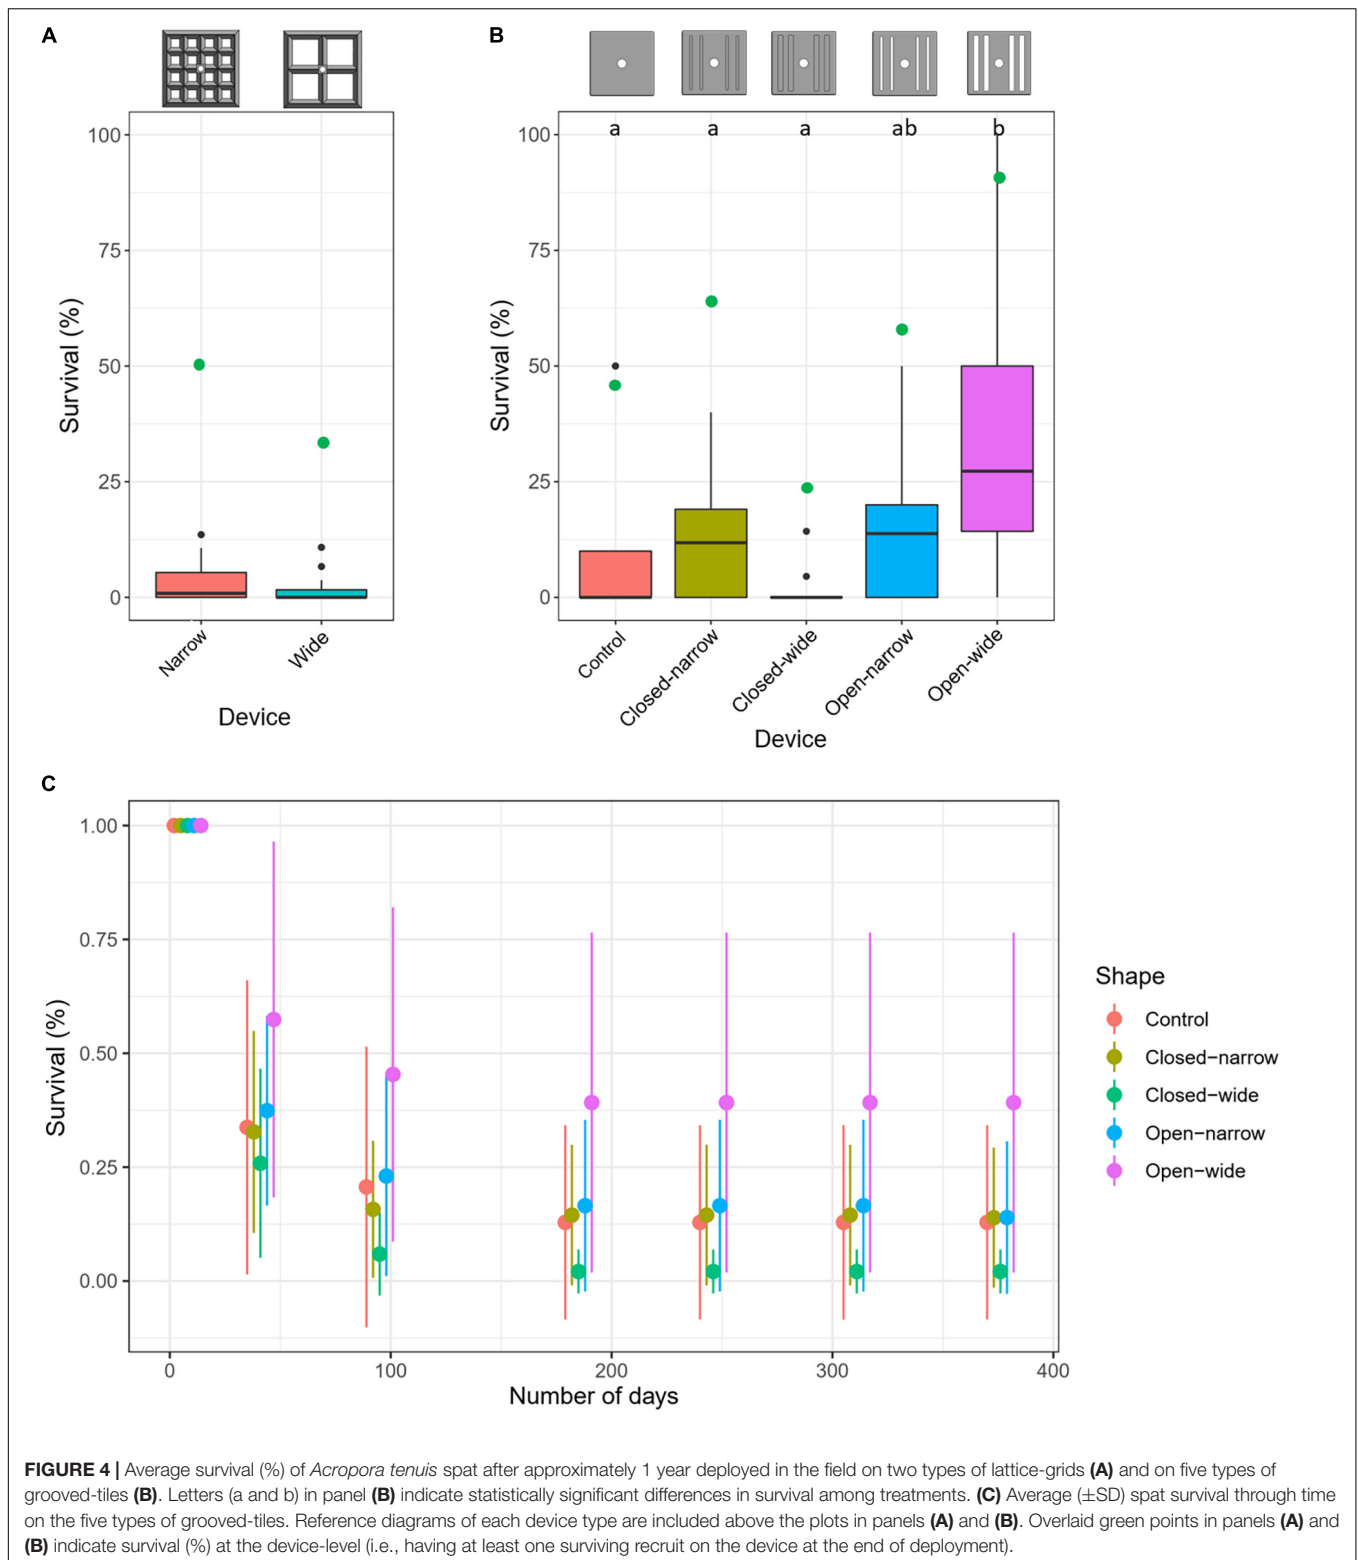 A
B
100
75
50
25
0
Survival (%)
Narrow
Wide
Device
a
a
a
ab
b
100
75
50
25
0
Survival (%)
Control
Closed-narrow
Closed-wide
Open-narrow
Open-wide
Device
C
1.00
0.75
0.50
0.25
0.00
Survival (%)
0
100
200
300
400
Number of days
Shape
Control
Closed−narrow
Closed−wide
Open−narrow
Open−wide
FIGURE 4 | Average survival (%) of Acropora tenuis spat after approximately 1 year deployed in the field on two types of lattice-grids (A) and on five types of
grooved-tiles (B). Letters (a and b) in panel (B) indicate statistically significant differences in survival among treatments. (C) Average (±SD) spat survival through time
on the five types of grooved-tiles. Reference diagrams of each device type are included above the plots in panels (A) and (B). Overlaid green points in panels (A) and
(B) indicate survival (%) at the device-level (i.e., having at least one surviving recruit on the device at the end of deployment).